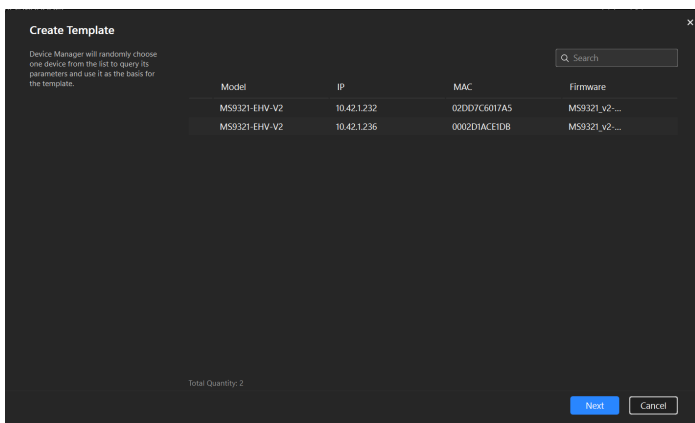 Create Template
Device Manager will randomly choose
one device from the list to query its
parameters and use it as the basis for
the template.
Search
Model IP MAC Firmware
MS9321-EHV-V2 10.42.1.232 02DD7C6017A5 MS9321_v2-...
MS9321-EHV-V2 10.42.1.236 0002D1ACE1DB MS9321_v2-...
Total Quantity: 2
Next Cancel